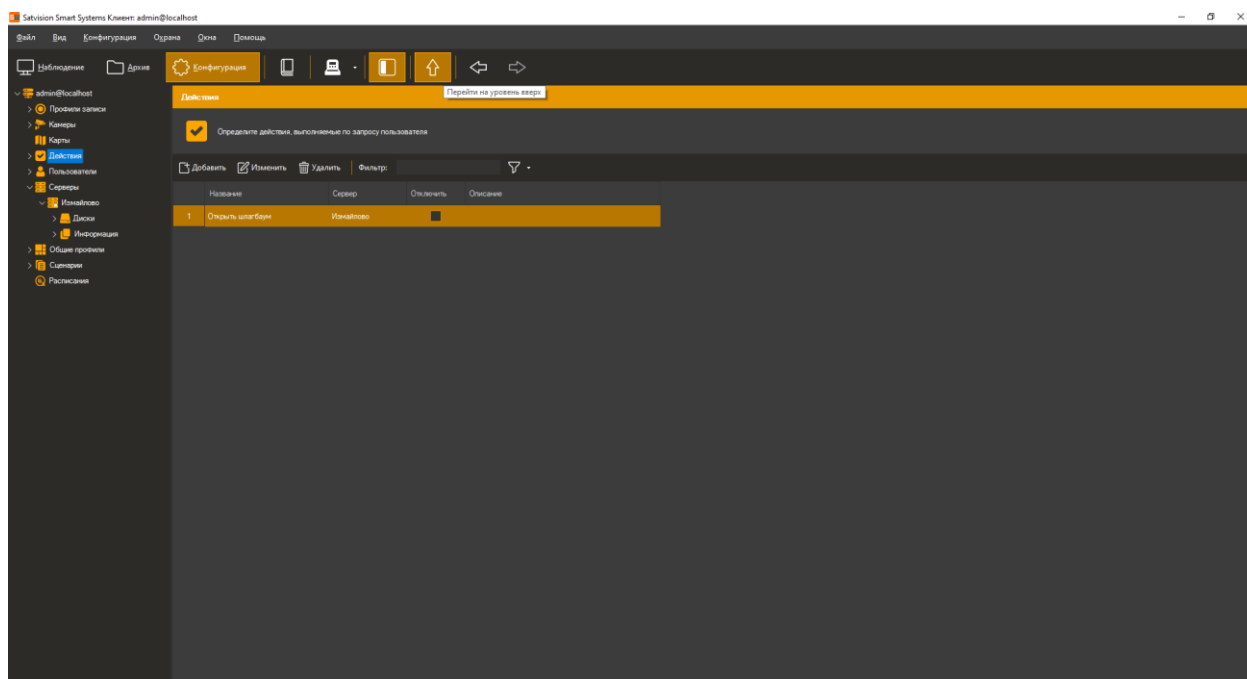 Satvision Smart Systems Клиент: admin@localhost
Файл Вид Конфигурация Охрана Окна Помощь
Наблюдение Архив Конфигурация
Перейти на уровень вверх
admin@localhost
Профили записи
Камеры
Карты
Действия
Пользователи
Серверы
Измайлово
Диски
Информация
Общие профили
Сценарии
Расписания
Действия
Определите действия, выполняемые по запросу пользователя
Добавить Изменить Удалить Фильтр:
Название Сервер Отключить Описание
1 Открыть шлагбаум Измайлово